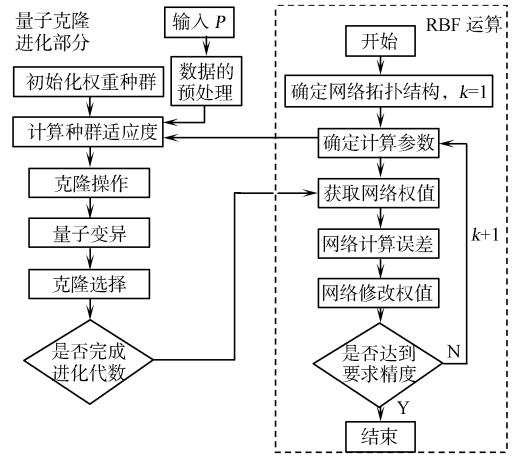 量子克隆
进化部分
输入 P
数据的
预处理
初始化权重种群
计算种群适应度
克隆操作
量子变异
克隆选择
是否完成
进化代数
RBF 运算
开始
确定网络拓扑结构，k=1
确定计算参数
获取网络权值
网络计算误差
网络修改权值
k+1
是否达到
要求精度
N
Y
结束